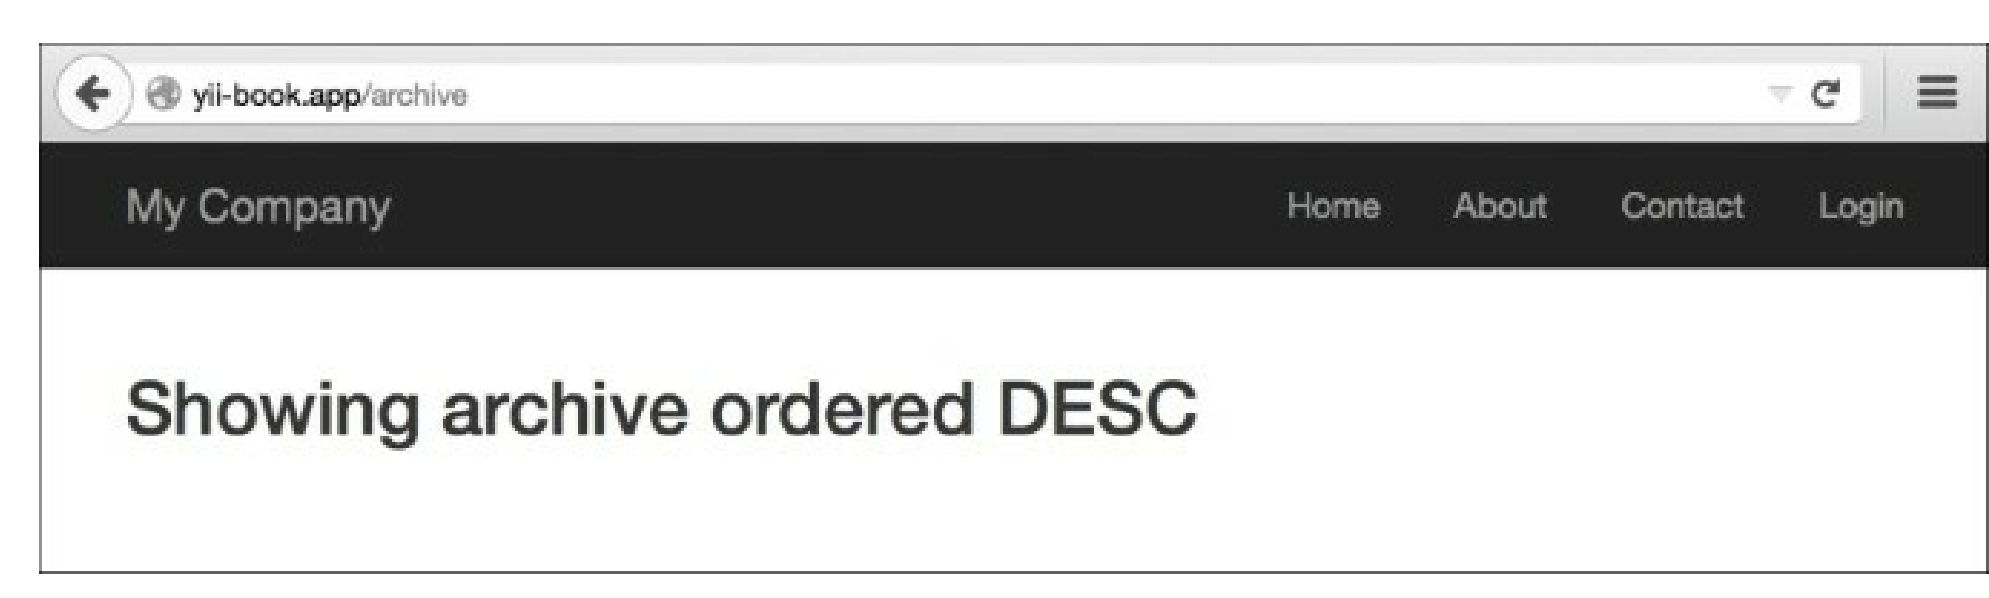 yii-book.app/archive
My Company Home About Contact Login
Showing archive ordered DESC